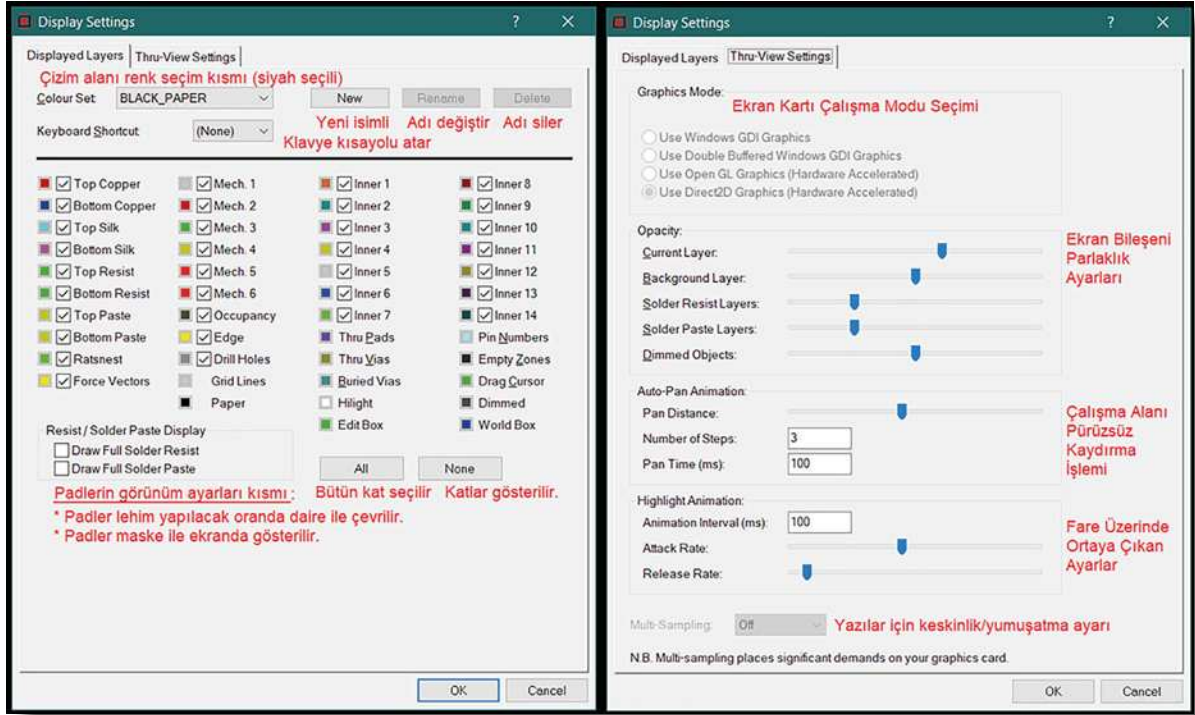 Display Settings ? ×
Displayed Layers Thru-View Settings
Çizim alanı renk seçim kısmı (siyah seçili)
Colour Set: BLACK_PAPER New Rename Delete
Yeni isimli Adı değiştir Adı siler
Keyboard Shortcut (None)
Klavye kısayolu atar
Top Copper Mech. 1 Inner 1 Inner 8
Bottom Copper Mech. 2 Inner 2 Inner 9
Top Silk Mech. 3 Inner 3 Inner 10
Bottom Silk Mech. 4 Inner 4 Inner 11
Top Resist Mech. 5 Inner 5 Inner 12
Bottom Resist Mech. 6 Inner 6 Inner 13
Top Paste Occupancy Inner 7 Inner 14
Bottom Paste Edge Thru Pads Pin Numbers
Ratsnest Drill Holes Thru Vias Empty Zones
Force Vectors Grid Lines Buried Vias Drag Cursor
Paper Hilight Dimmed
Edit Box World Box
Resist / Solder Paste Display
Draw Full Solder Resist
Draw Full Solder Paste
All None
Padlerin görünüm ayarları kısmı : Bütün kat seçilir Katlar gösterilir.
* Padler lehim yapılacak oranda daire ile çevrilir.
* Padler maske ile ekranda gösterilir.
OK Cancel
Display Settings ? ×
Displayed Layers Thru-View Settings
Graphics Mode:
Ekran Kartı Çalışma Modu Seçimi
Use Windows GDI Graphics
Use Double Buffered Windows GDI Graphics
Use Open GL Graphics (Hardware Accelerated)
Use Direct2D Graphics (Hardware Accelerated)
Opacity:
Current Layer:
Background Layer:
Solder Resist Layers:
Solder Paste Layers:
Dimmed Objects:
Ekran Bileşeni
Parlaklık
Ayarları
Auto-Pan Animation:
Pan Distance:
Number of Steps: 3
Pan Time (ms): 100
Çalışma Alanı
Pürüzsüz
Kaydırma
İşlemi
Highlight Animation:
Animation Interval (ms): 100
Attack Rate:
Release Rate:
Fare Üzerinde
Ortaya Çıkan
Ayarlar
Multi-Sampling: Off Yazılar için keskinlik/yumuşatma ayarı
N.B. Multi-sampling places significant demands on your graphics card.
OK Cancel